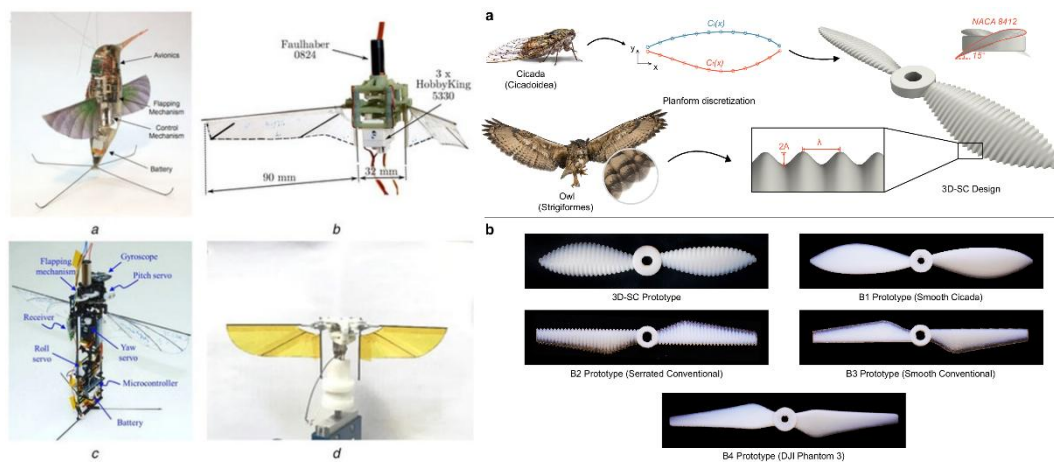 Avionics
Flapping
Mechanism
Control
Mechanism
Battery
a
Faulhaber
0824
3 x
HobbyKing
5330
90 mm
32 mm
b
Flapping
mechanism
Gyroscope
Pitch servo
Receiver
Roll
servo
Yaw
servo
Microcontroller
Battery
c
d
a
Cicada
(Cicadoidea)
y
x
Cₗ(x)
Planform discretization
NACA 8412
15°
Owl
(Strigiformes)
2A
λ
3D-SC Design
b
3D-SC Prototype
B1 Prototype (Smooth Cicada)
B2 Prototype (Serrated Conventional)
B3 Prototype (Smooth Conventional)
B4 Prototype (DJI Phantom 3)